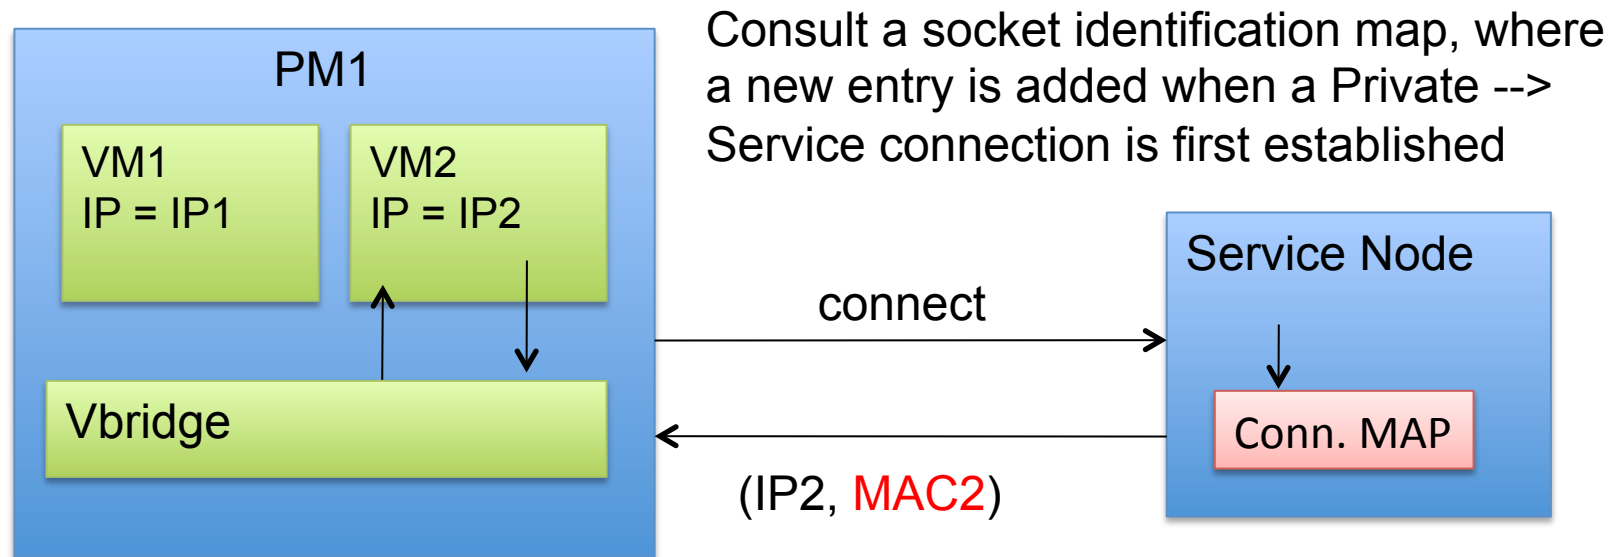 Consult a socket identification map, where
a new entry is added when a Private -->
Service connection is first established
PM1
VM1
IP = IP1
VM2
IP = IP2
Vbridge
connect
(IP2, MAC2)
Service Node
Conn. MAP